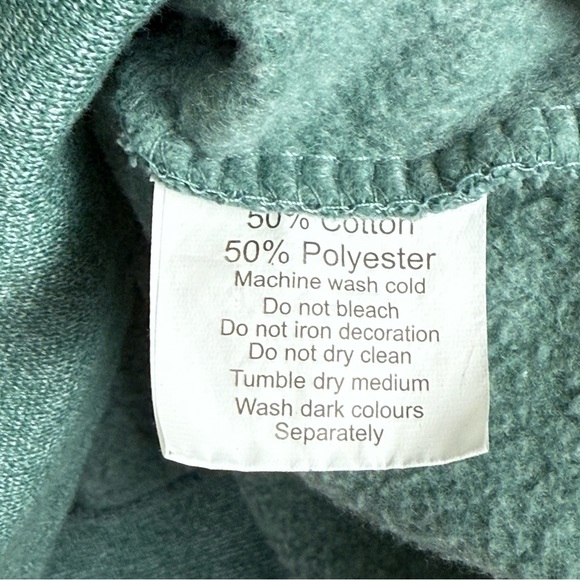 50% Cotton
50% Polyester
Machine wash cold
Do not bleach
Do not iron decoration
Do not dry clean
Tumble dry medium
Wash dark colours
Separately